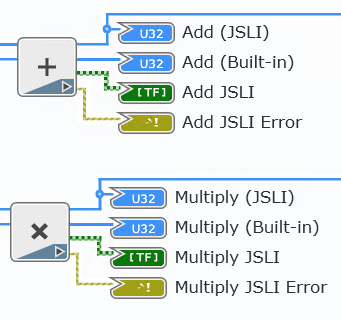 U32 Add (JSLI)
+ U32 Add (Built-in)
[TF] Add JSLI
! Add JSLI Error
U32 Multiply (JSLI)
× U32 Multiply (Built-in)
[TF] Multiply JSLI
! Multiply JSLI Error